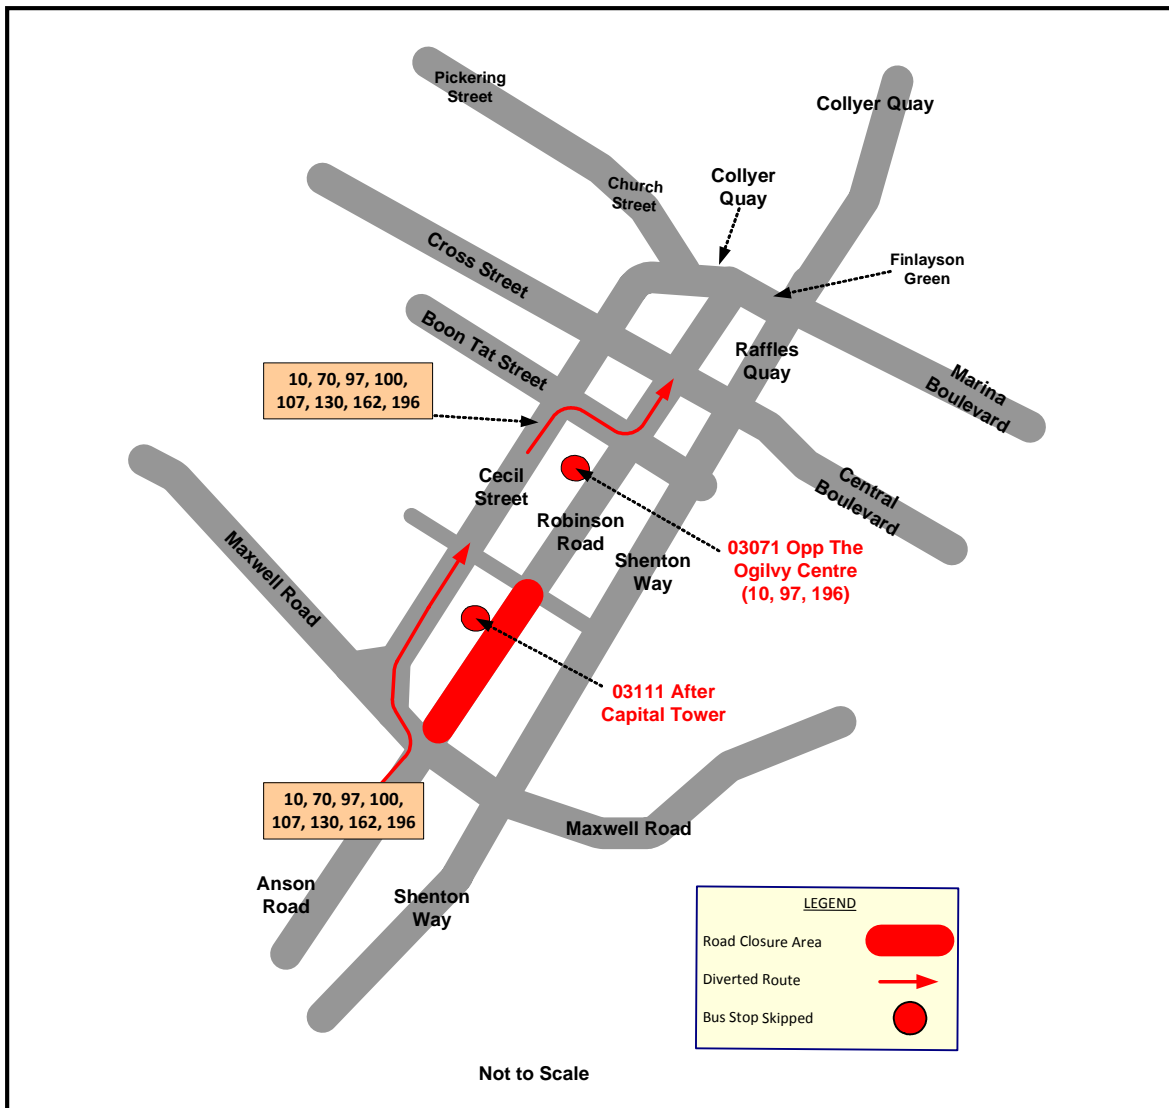 Pickering
Street
Collyer Quay
Church
Street
Collyer
Quay
Cross Street
Finlayson
Green
Boon Tat Street
Raffles
Quay
Marina
Boulevard
10, 70, 97, 100,
107, 130, 162, 196
Cecil
Street
Central
Boulevard
Robinson
Road
Shenton
Way
03071 Opp The
Ogilvy Centre
(10, 97, 196)
Maxwell Road
03111 After
Capital Tower
10, 70, 97, 100,
107, 130, 162, 196
Maxwell Road
Anson
Road
Shenton
Way
LEGEND
Road Closure Area
Diverted Route
Bus Stop Skipped
Not to Scale